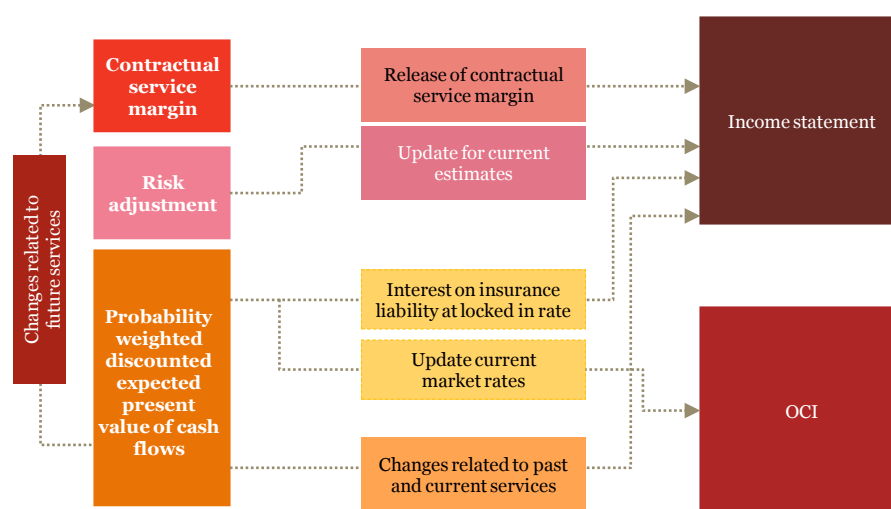 Contractual
service
margin
Release of contractual
service margin
Income statement
Update for current
estimates
Risk
adjustment
Changes related to
future services
Probability
weighted
discounted
expected
present
value of cash
flows
Interest on insurance
liability at locked in rate
Update current
market rates
OCI
Changes related to past
and current services